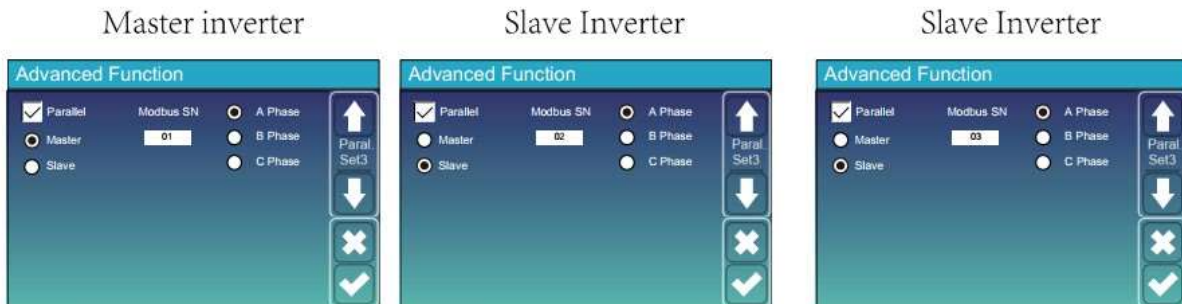 Master inverter
Advanced Function
Parallel
Modbus SN
A Phase
Master
01
B Phase
Slave
C Phase
Paral.
Set3
Slave Inverter
Advanced Function
Parallel
Modbus SN
A Phase
Master
02
B Phase
Slave
C Phase
Paral.
Set3
Slave Inverter
Advanced Function
Parallel
Modbus SN
A Phase
Master
03
B Phase
Slave
C Phase
Paral.
Set3